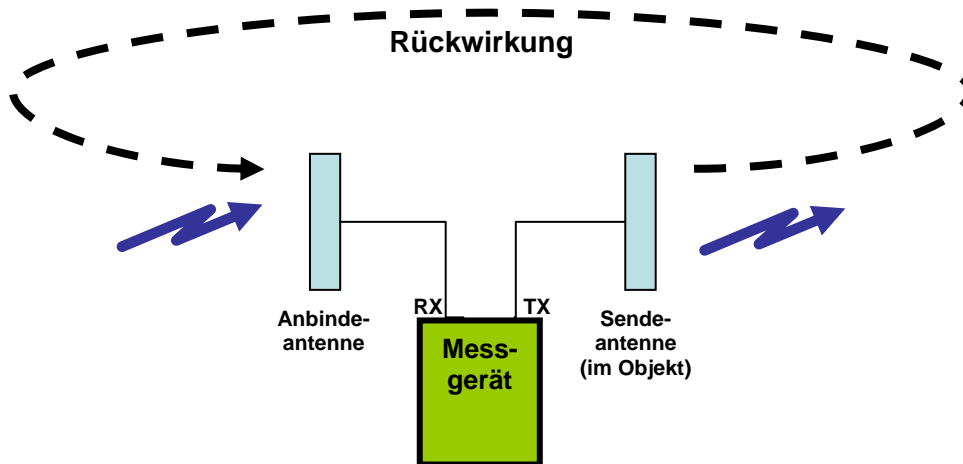 Rückwirkung
RX
TX
Anbinde-
antenne
Mess-
gerät
Sende-
antenne
(im Objekt)